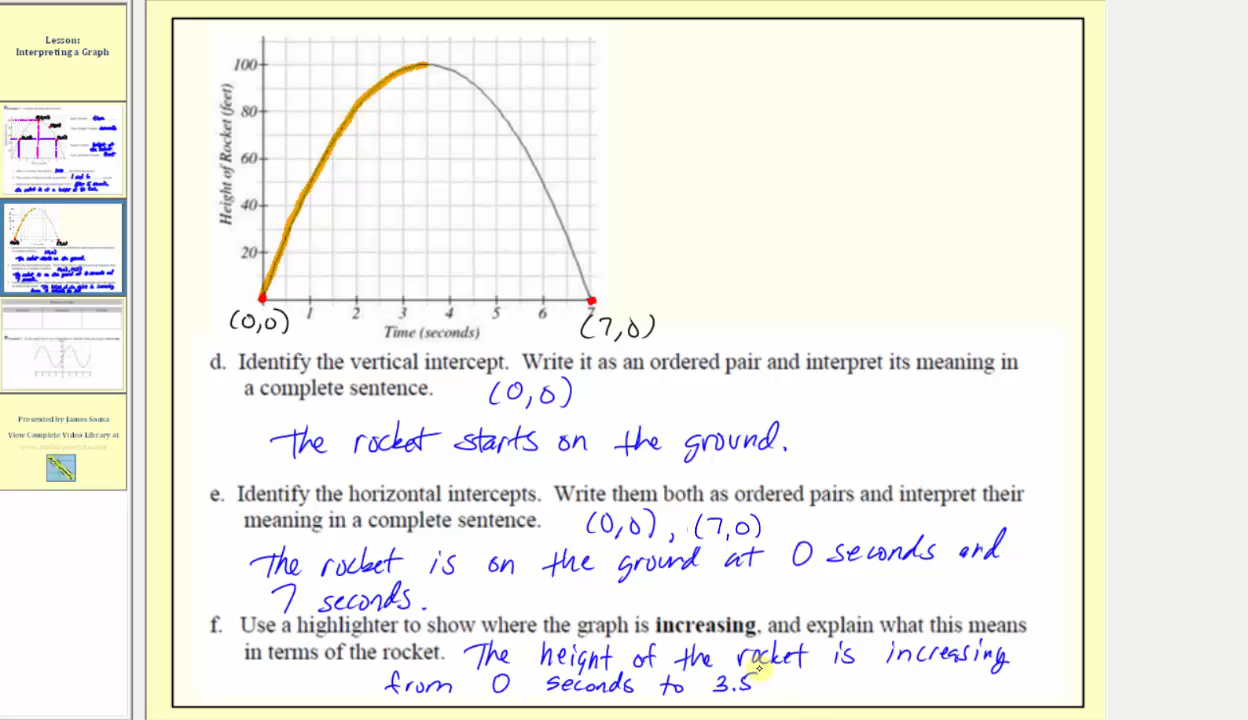 Lesson:
Interpreting a Graph
Presented by James Sousa
View Complete Video Library at
Height of Rocket (feet)
100
80
60
40
20
1 2 3 4 5 6 7
(0,0) Time (seconds) (7,0)
d. Identify the vertical intercept. Write it as an ordered pair and interpret its meaning in
a complete sentence. (0,0)
The rocket starts on the ground.
e. Identify the horizontal intercepts. Write them both as ordered pairs and interpret their
meaning in a complete sentence. (0,0), (7,0)
The rocket is on the ground at 0 seconds and
7 seconds.
f. Use a highlighter to show where the graph is increasing, and explain what this means
in terms of the rocket. The height of the rocket is increasing
from 0 seconds to 3.5